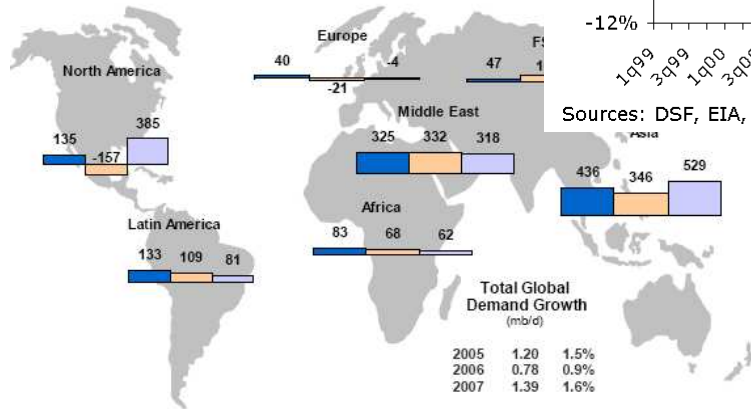 -12%
1q99 3q99 1q00
Sources: DSF, EIA,
Europe
40 -21 -4
47
North America
135 -157 385
Middle East
325 332 318
Asia
436 346 529
Africa
83 68 62
Latin America
133 109 81
Total Global
Demand Growth
(mb/d)
2005 1.20 1.5%
2006 0.78 0.9%
2007 1.39 1.6%